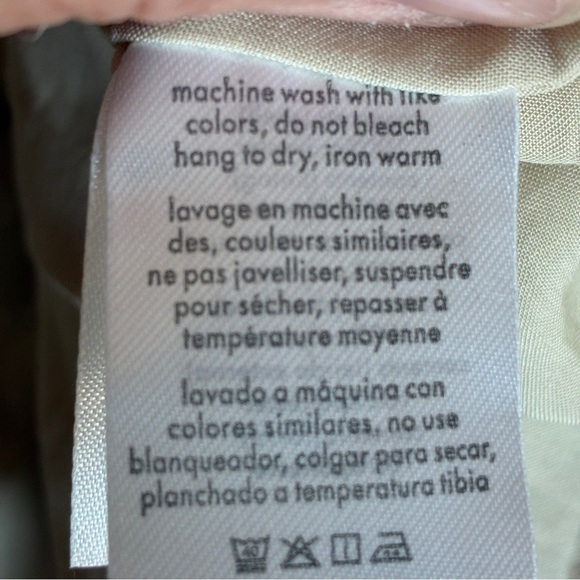 machine wash with like
colors, do not bleach
hang to dry, iron warm
lavage en machine avec
des, couleurs similaires,
ne pas javelliser, suspendre
pour sécher, repasser à
température moyenne
lavado a máquina con
colores similares, no use
blanqueador, colgar para secar,
planchado a temperatura tibia
40